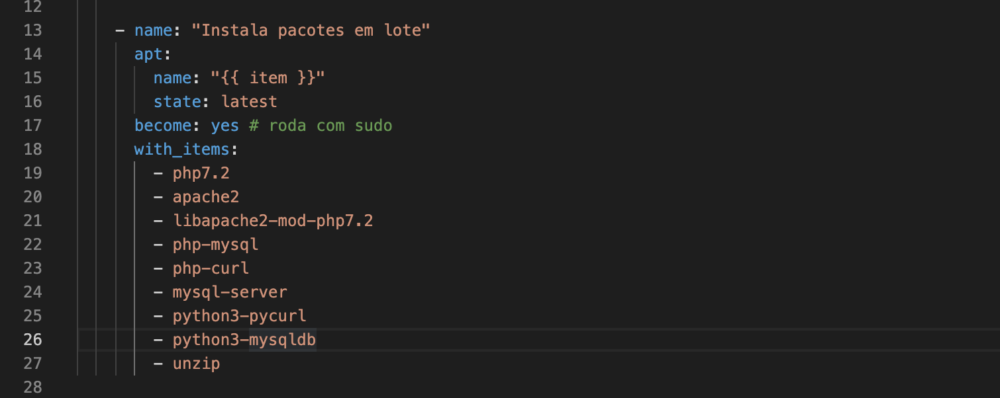 12
13 - name: "Instala pacotes em lote"
14 apt:
15 name: "{{ item }}"
16 state: latest
17 become: yes # roda com sudo
18 with_items:
19 - php7.2
20 - apache2
21 - libapache2-mod-php7.2
22 - php-mysql
23 - php-curl
24 - mysql-server
25 - python3-pycurl
26 - python3-mysqldb
27 - unzip
28